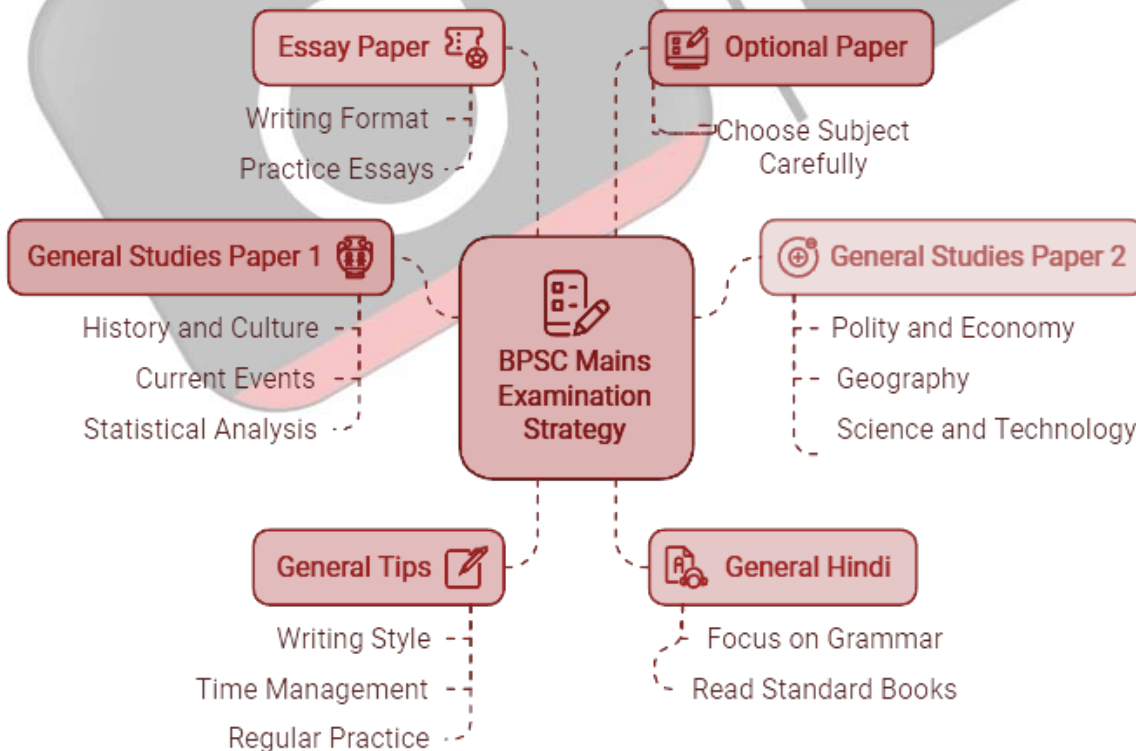 Essay Paper
Writing Format
Practice Essays
Optional Paper
Choose Subject
Carefully
General Studies Paper 1
History and Culture
Current Events
Statistical Analysis
BPSC Mains
Examination
Strategy
General Studies Paper 2
Polity and Economy
Geography
Science and Technology
General Tips
Writing Style
Time Management
Regular Practice
General Hindi
Focus on Grammar
Read Standard Books